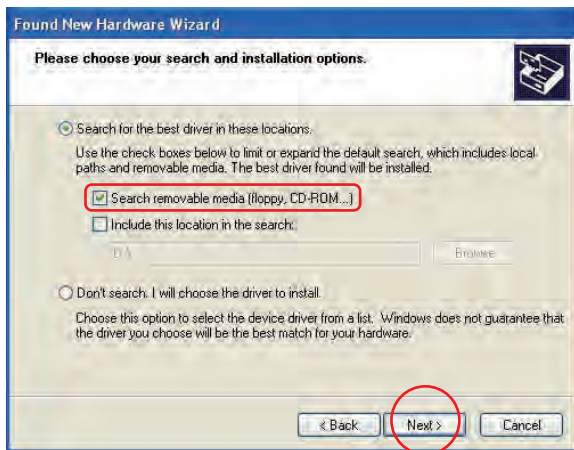 Found New Hardware Wizard
Please choose your search and installation options.
Search for the best driver in these locations.
Use the check boxes below to limit or expand the default search, which includes local
paths and removable media. The best driver found will be installed.
Search removable media (floppy, CD-ROM...)
Include this location in the search:
D:\
Browse
Don't search. I will choose the driver to install.
Choose this option to select the device driver from a list. Windows does not guarantee that
the driver you choose will be the best match for your hardware.
< Back Next > Cancel